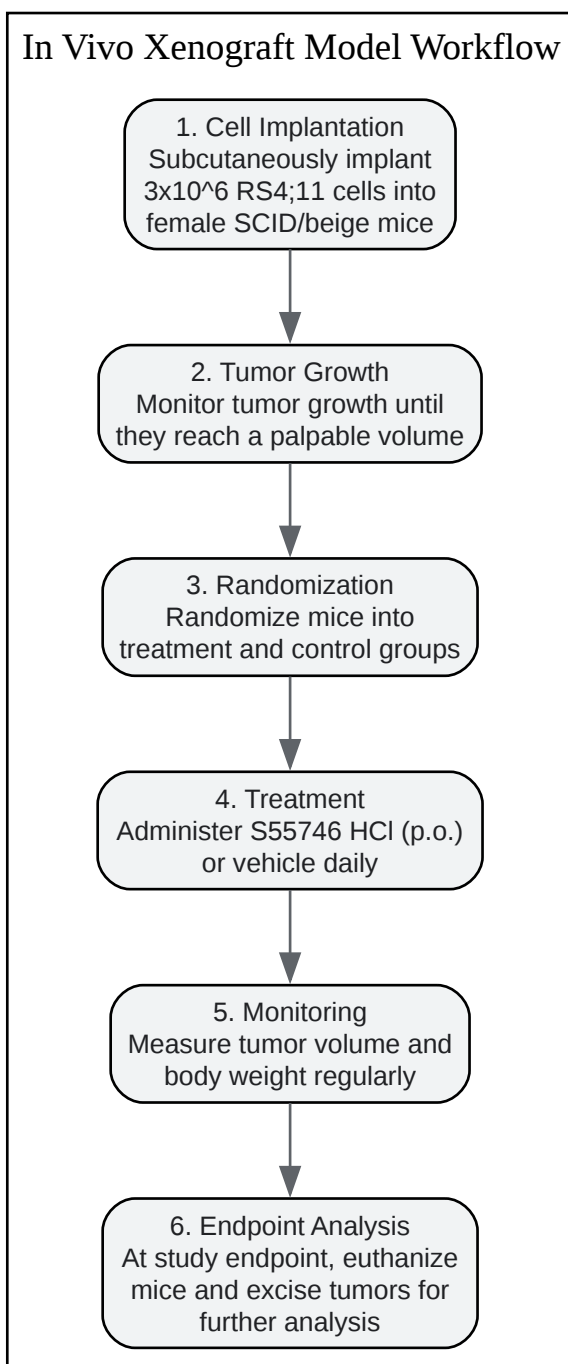 In Vivo Xenograft Model Workflow
1. Cell Implantation
Subcutaneously implant
3x10^6 RS4;11 cells into
female SCID/beige mice
2. Tumor Growth
Monitor tumor growth until
they reach a palpable volume
3. Randomization
Randomize mice into
treatment and control groups
4. Treatment
Administer S55746 HCl (p.o.)
or vehicle daily
5. Monitoring
Measure tumor volume and
body weight regularly
6. Endpoint Analysis
At study endpoint, euthanize
mice and excise tumors for
further analysis